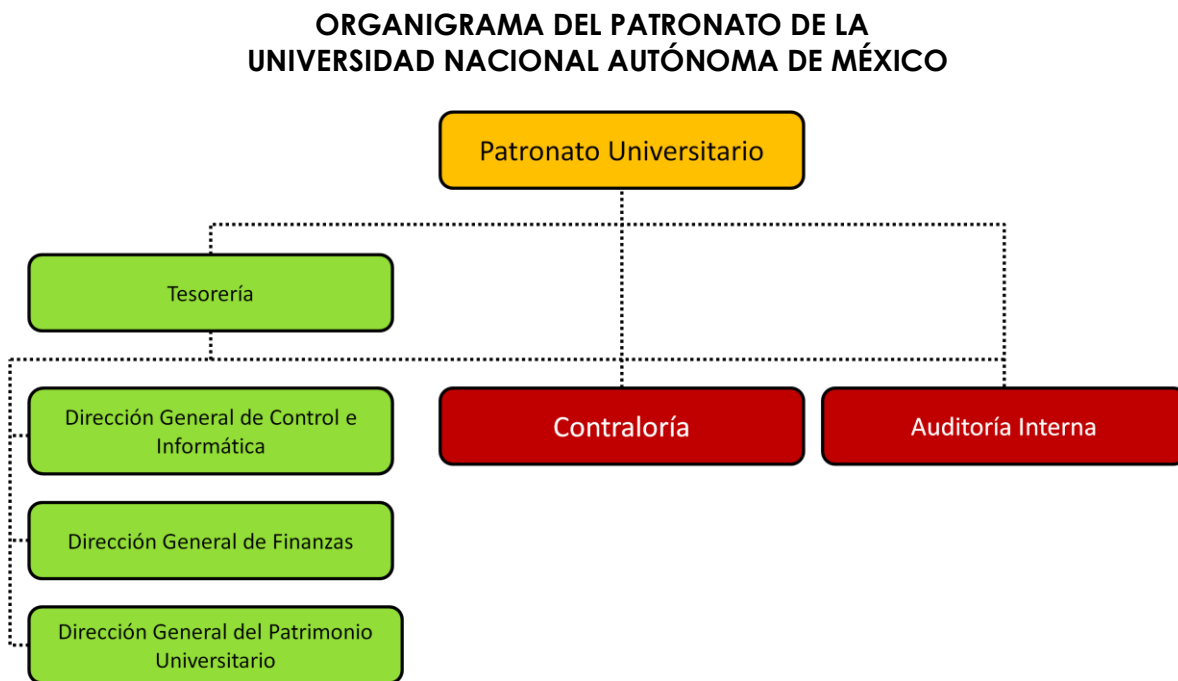 ORGANIGRAMA DEL PATRONATO DE LA
UNIVERSIDAD NACIONAL AUTÓNOMA DE MÉXICO
Patronato Universitario
Tesorería
Dirección General de Control e
Informática
Contraloría
Auditoría Interna
Dirección General de Finanzas
Dirección General del Patrimonio
Universitario